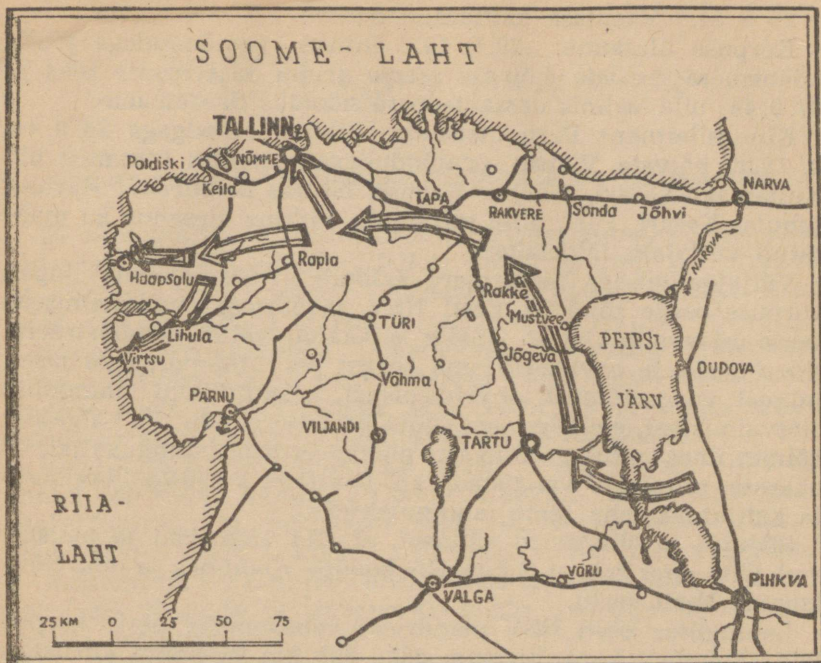 SOOME-LAHT
TALLINN
Poldiski
NÕMME
Keila
TAPA
RAKVERE
Sonda
Jõhvi
NARVA
NAROVA
Haapsalu
Rapla
Rakke
Lihula
Virtsu
TÜRI
Mustvee
PEIPSI
JÄRV
OUDOVA
Jõgeva
Võhma
PÄRNU
VILJANDI
TARTU
RIIA-
LAHT
VÕRU
VALGA
PIHKVA
25 KM 0 25 50 75